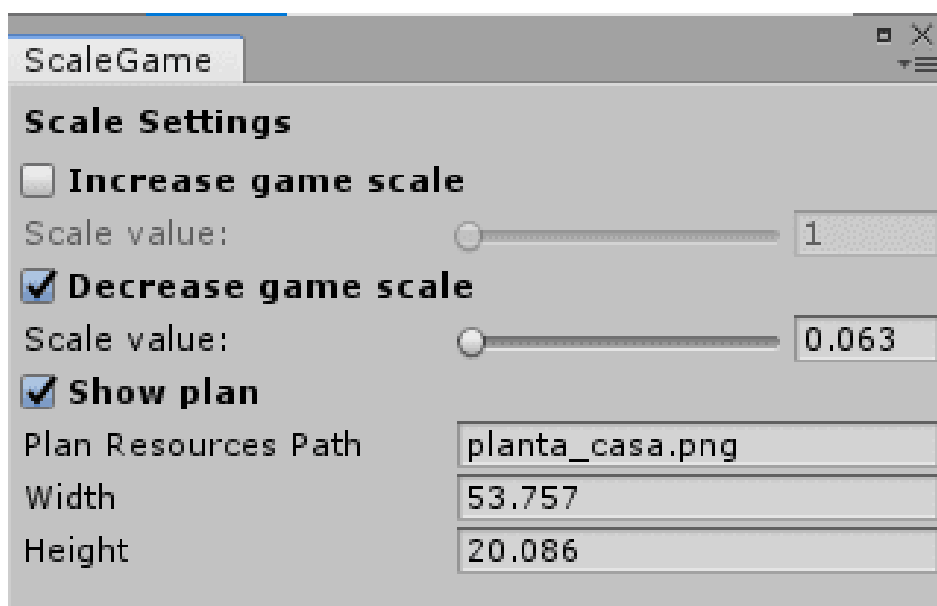 ScaleGame
Scale Settings
Increase game scale
Scale value: 1
Decrease game scale
Scale value: 0.063
Show plan
Plan Resources Path planta_casa.png
Width 53.757
Height 20.086